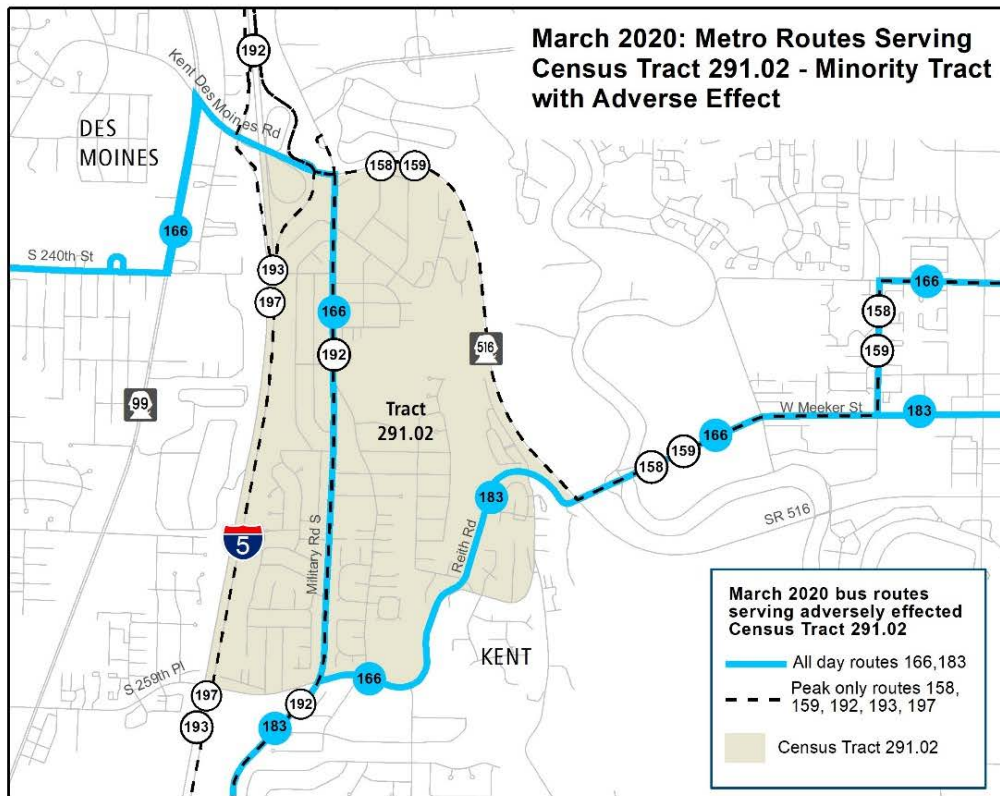 March 2020: Metro Routes Serving
Census Tract 291.02 - Minority Tract
with Adverse Effect
192
Kent Des Moines Rd
DES
MOINES
158
159
166
S 240th St
193
197
166
192
516
166
158
159
99
Tract
291.02
W Meeker St
183
166
159
158
183
SR 516
5
Military Rd S
Reith Rd
KENT
S 259th Pl
166
197
192
193
183
March 2020 bus routes
serving adversely effected
Census Tract 291.02
All day routes 166,183
Peak only routes 158,
159, 192, 193, 197
Census Tract 291.02